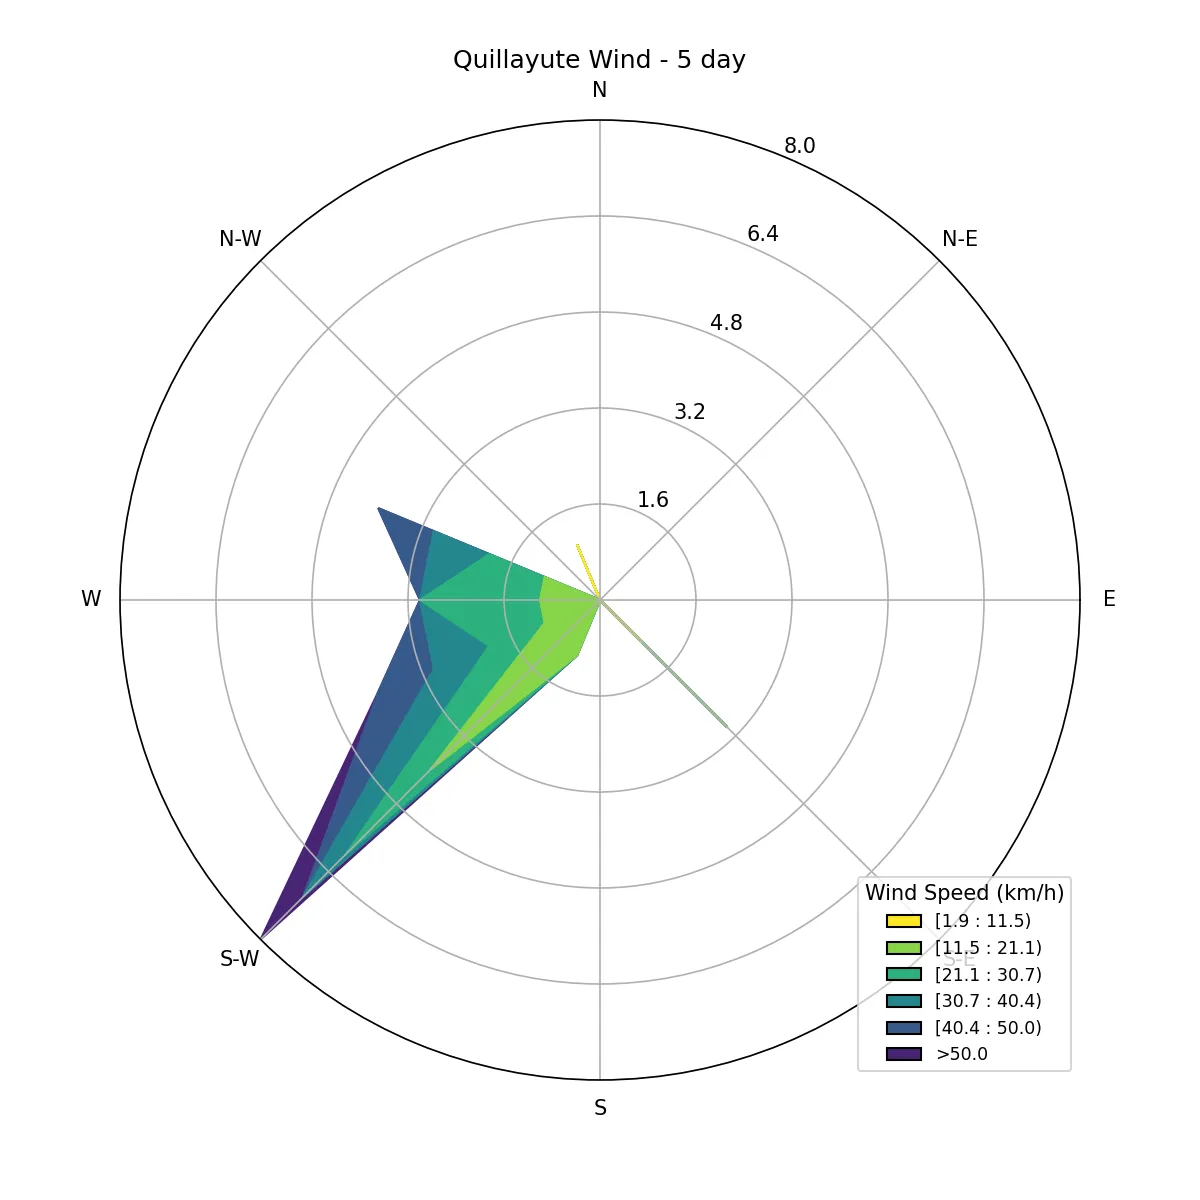 Quillayute Wind - 5 day
N
8.0
N-W
6.4
N-E
4.8
3.2
1.6
W
E
S-W
S-E
S
Wind Speed (km/h)
[1.9 : 11.5)
[11.5 : 21.1)
[21.1 : 30.7)
[30.7 : 40.4)
[40.4 : 50.0)
>50.0